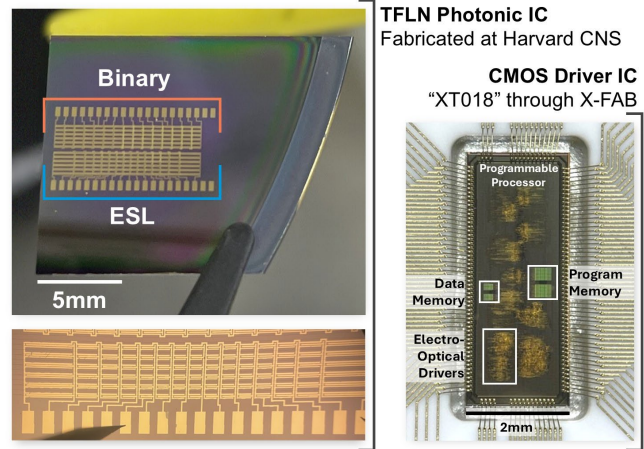 Binary
ESL
5mm
TFLN Photonic IC
Fabricated at Harvard CNS
CMOS Driver IC
“XT018” through X-FAB
Programmable
Processor
Data
Memory
Program
Memory
Electro-
Optical
Drivers
2mm